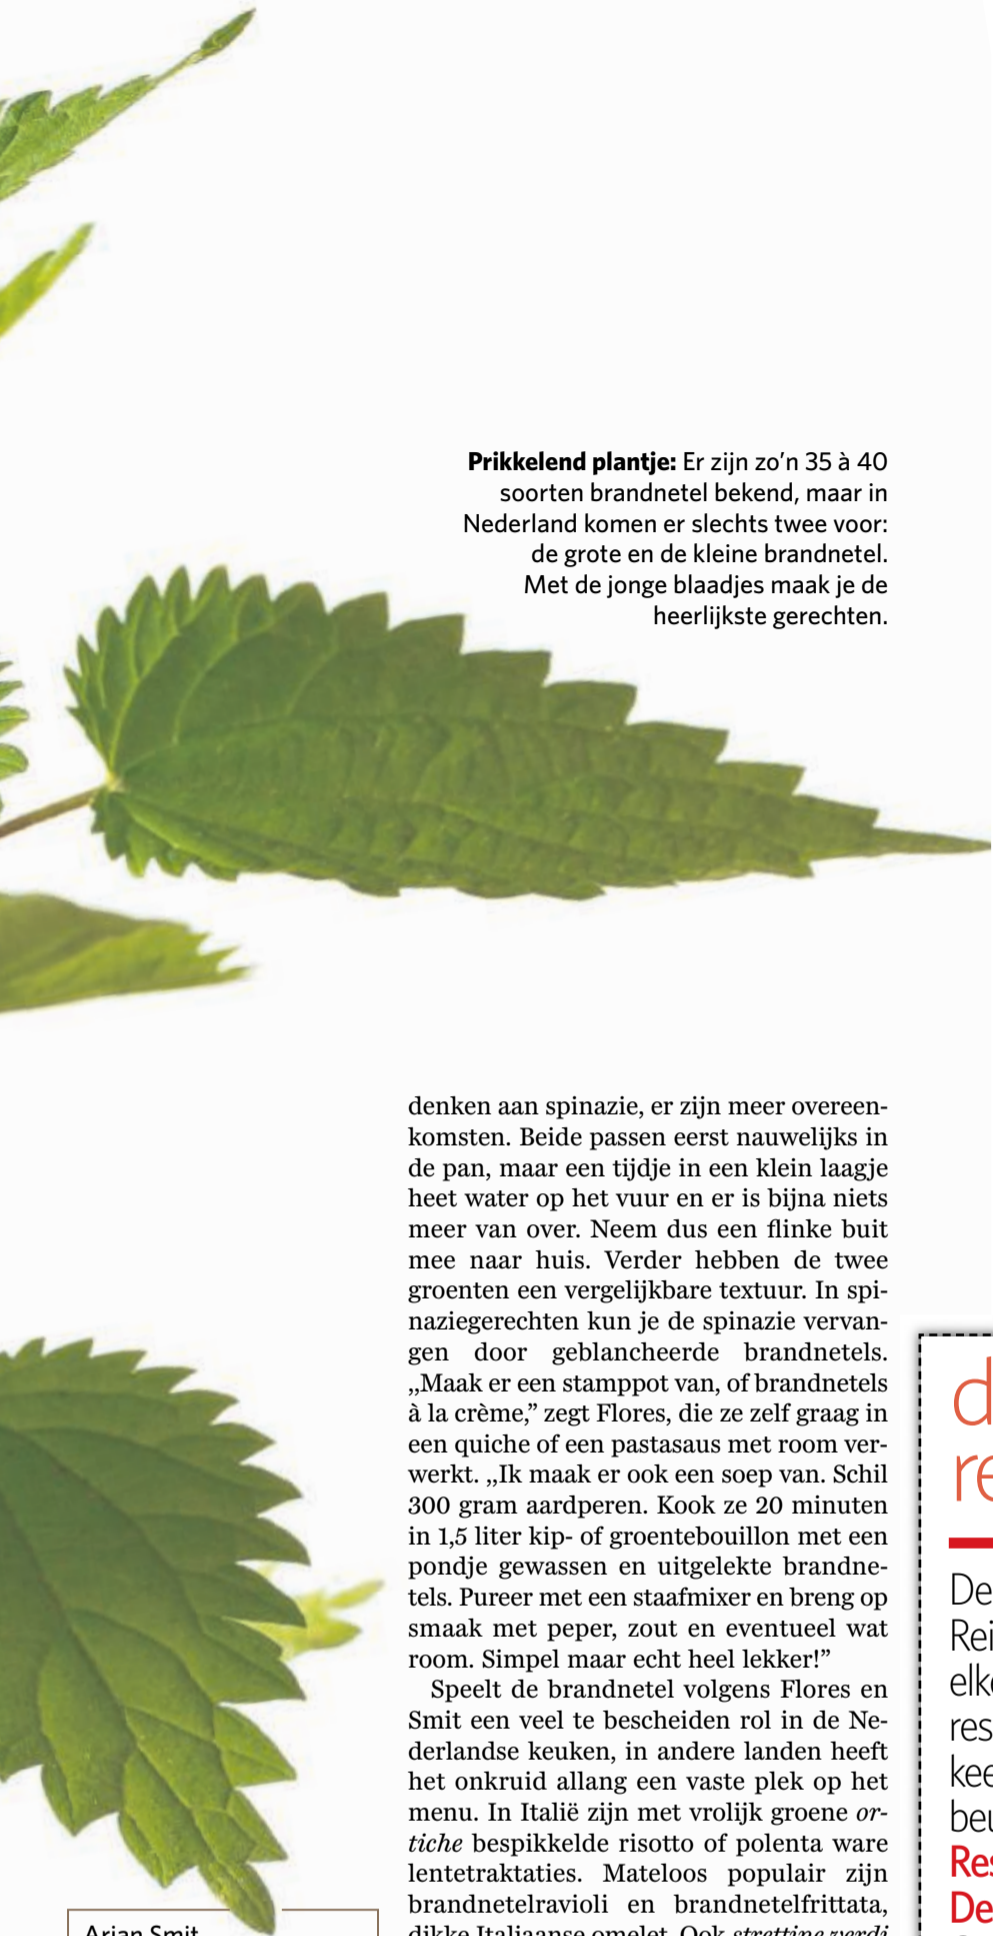 Prikkelend plantje: Er zijn zo’n 35 à 40
soorten brandnetel bekend, maar in
Nederland komen er slechts twee voor:
de grote en de kleine brandnetel.
Met de jonge blaadjes maak je de
heerlijkste gerechten.
denken aan spinazie, er zijn meer overeen-
komsten. Beide passen eerst nauwelijks in
de pan, maar een tijdje in een klein laagje
heet water op het vuur en er is bijna niets
meer van over. Neem dus een flinke buit
mee naar huis. Verder hebben de twee
groenten een vergelijkbare textuur. In spi-
naziegerechten kun je de spinazie vervan-
gen door geblancheerde brandnetels.
„Maak er een stamppot van, of brandnetels
à la crème,” zegt Flores, die ze zelf graag in
een quiche of een pastasaus met room ver-
werkt. „Ik maak er ook een soep van. Schil
300 gram aardperen. Kook ze 20 minuten
in 1,5 liter kip- of groentebouillon met een
pondje gewassen en uitgelekte brandne-
tels. Pureer met een staafmixer en breng op
smaak met peper, zout en eventueel wat
room. Simpel maar echt heel lekker!”
Speelt de brandnetel volgens Flores en
Smit een veel te bescheiden rol in de Ne-
derlandse keuken, in andere landen heeft
het onkruid allang een vaste plek op het
menu. In Italië zijn met vrolijk groene or-
tiche bespikkelde risotto of polenta ware
lentetraktaties. Mateloos populair zijn
brandnetelravioli en brandnetelfrittata,
dikke Italiaanse omelet. Ook strettine verdi
Arjan Smit
d
re
De
Rei
elke
res
kee
beu
Res
De